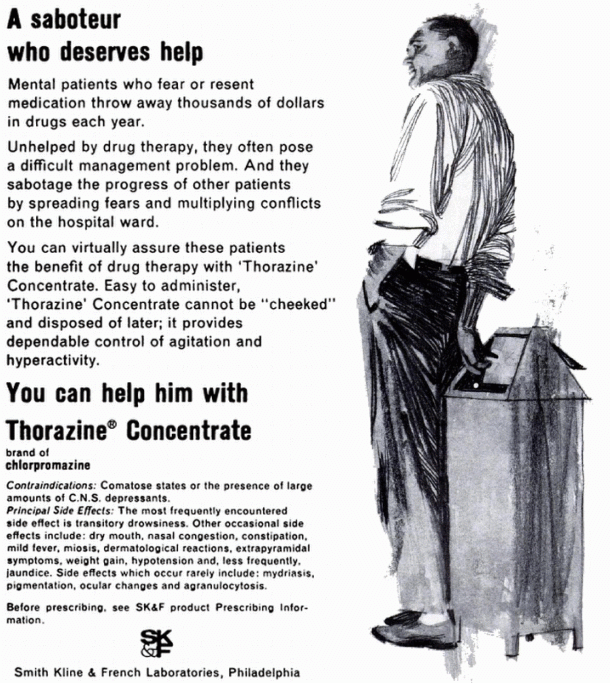 A saboteur
who deserves help
Mental patients who fear or resent
medication throw away thousands of dollars
in drugs each year.
Unhelped by drug therapy, they often pose
a difficult management problem. And they
sabotage the progress of other patients
by spreading fears and multiplying conflicts
on the hospital ward.
You can virtually assure these patients
the benefit of drug therapy with 'Thorazine'
Concentrate. Easy to administer,
'Thorazine' Concentrate cannot be "cheeked"
and disposed of later; it provides
dependable control of agitation and
hyperactivity.
You can help him with
Thorazine® Concentrate
brand of
chlorpromazine
Contraindications: Comatose states or the presence of large
amounts of C.N.S. depressants.
Principal Side Effects: The most frequently encountered
side effect is transitory drowsiness. Other occasional side
effects include: dry mouth, nasal congestion, constipation,
mild fever, miosis, dermatological reactions, extrapyramidal
symptoms, weight gain, hypotension and, less frequently,
jaundice. Side effects which occur rarely include: mydriasis,
pigmentation, ocular changes and agranulocytosis.
Before prescribing, see SK&F product Prescribing Infor-
mation.
SK
&F
Smith Kline & French Laboratories, Philadelphia